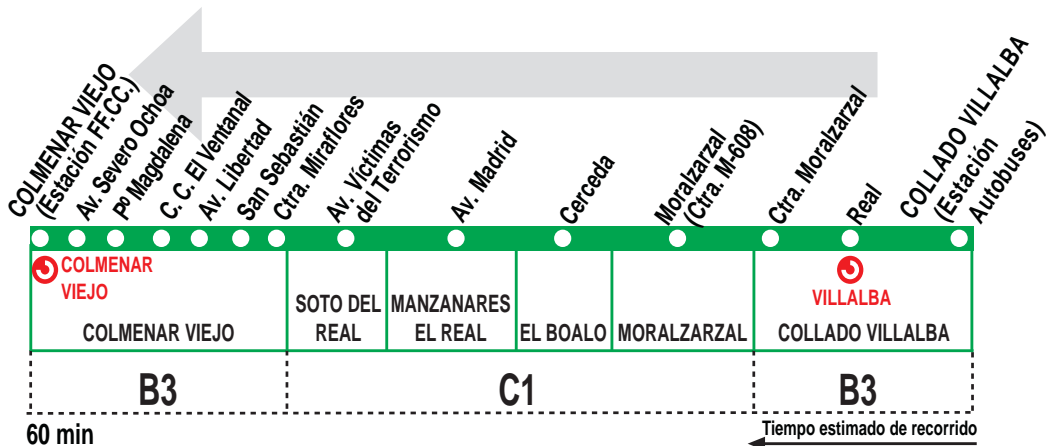 COLMENAR VIEJO
(Estación FF.CC.)
Av. Severo Ochoa
Pº Magdalena
C. C. El Ventanal
Av. Libertad
San Sebastián
Ctra. Miraflores
Av. Víctimas
del Terrorismo
Av. Madrid
Cerceda
Moralzarzal
(Ctra. M-608)
Ctra. Moralzarzal
Real
COLLADO VILLALBA
(Estación
Autobuses)
COLMENAR
VIEJO
VILLALBA
COLMENAR VIEJO
SOTO DEL
REAL
MANZANARES
EL REAL
EL BOALO
MORALZARZAL
COLLADO VILLALBA
B3
C1
B3
60 min
Tiempo estimado de recorrido